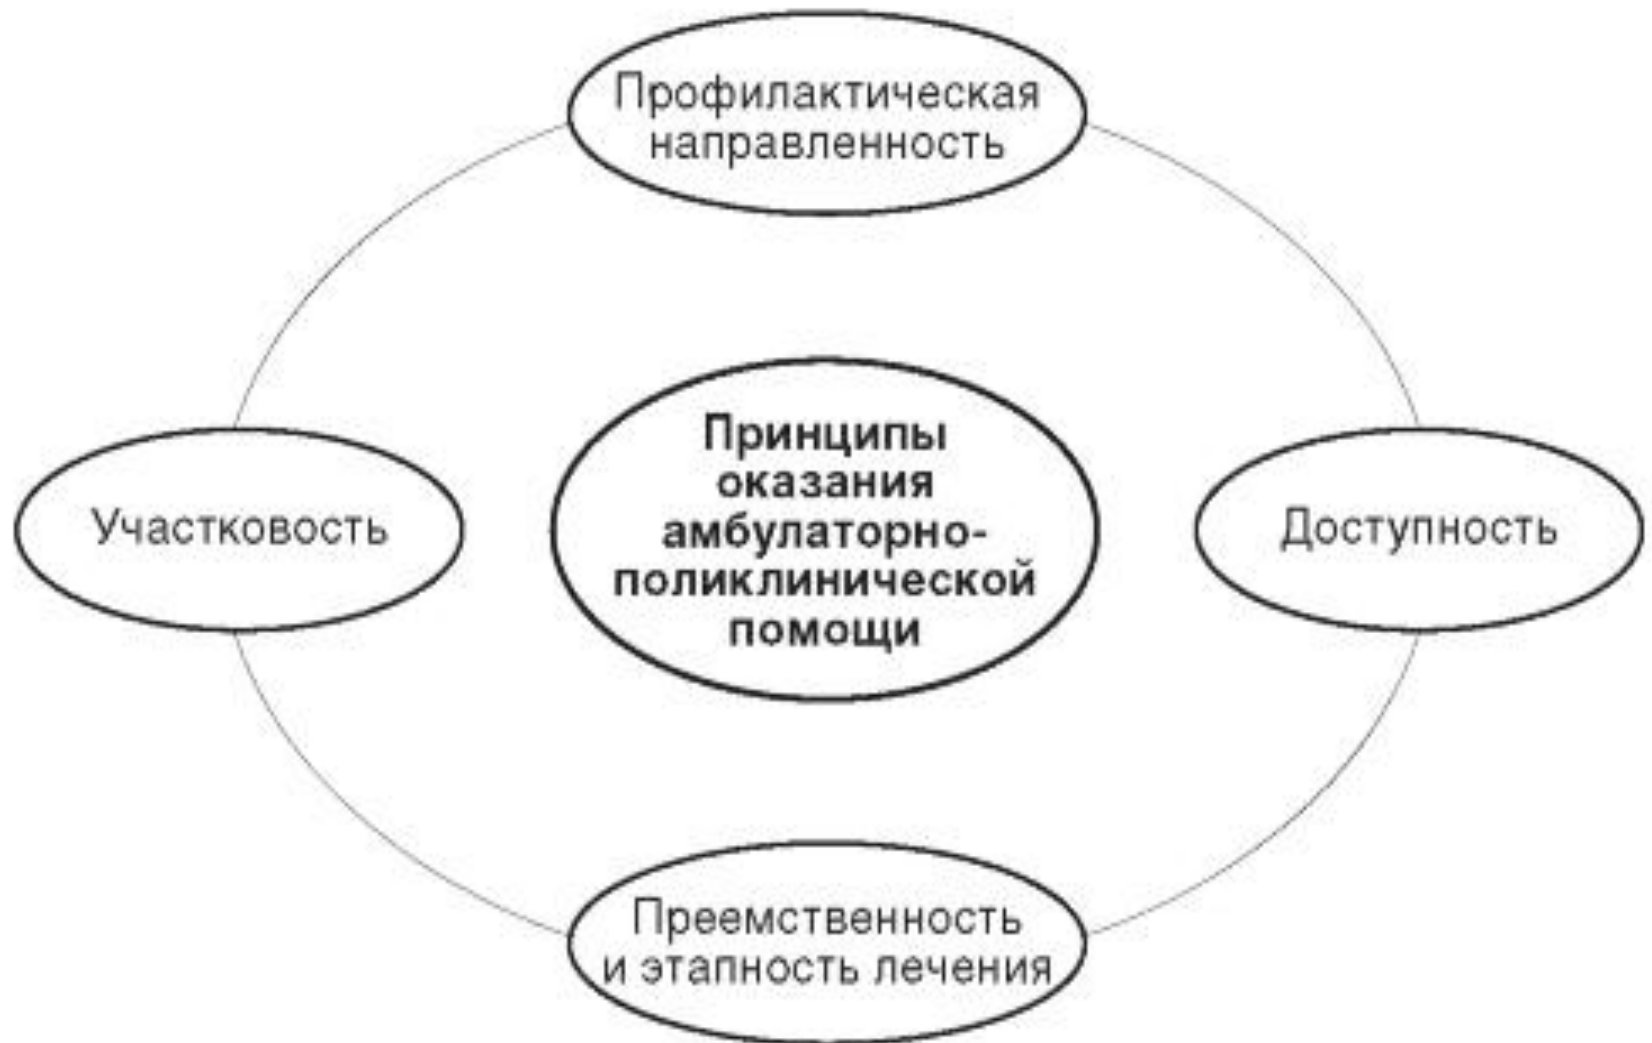 Профилактическая
направленность
Принципы
оказания
амбулаторно-
поликлинической
помощи
Участковость
Доступность
Преемственность
и этапность лечения